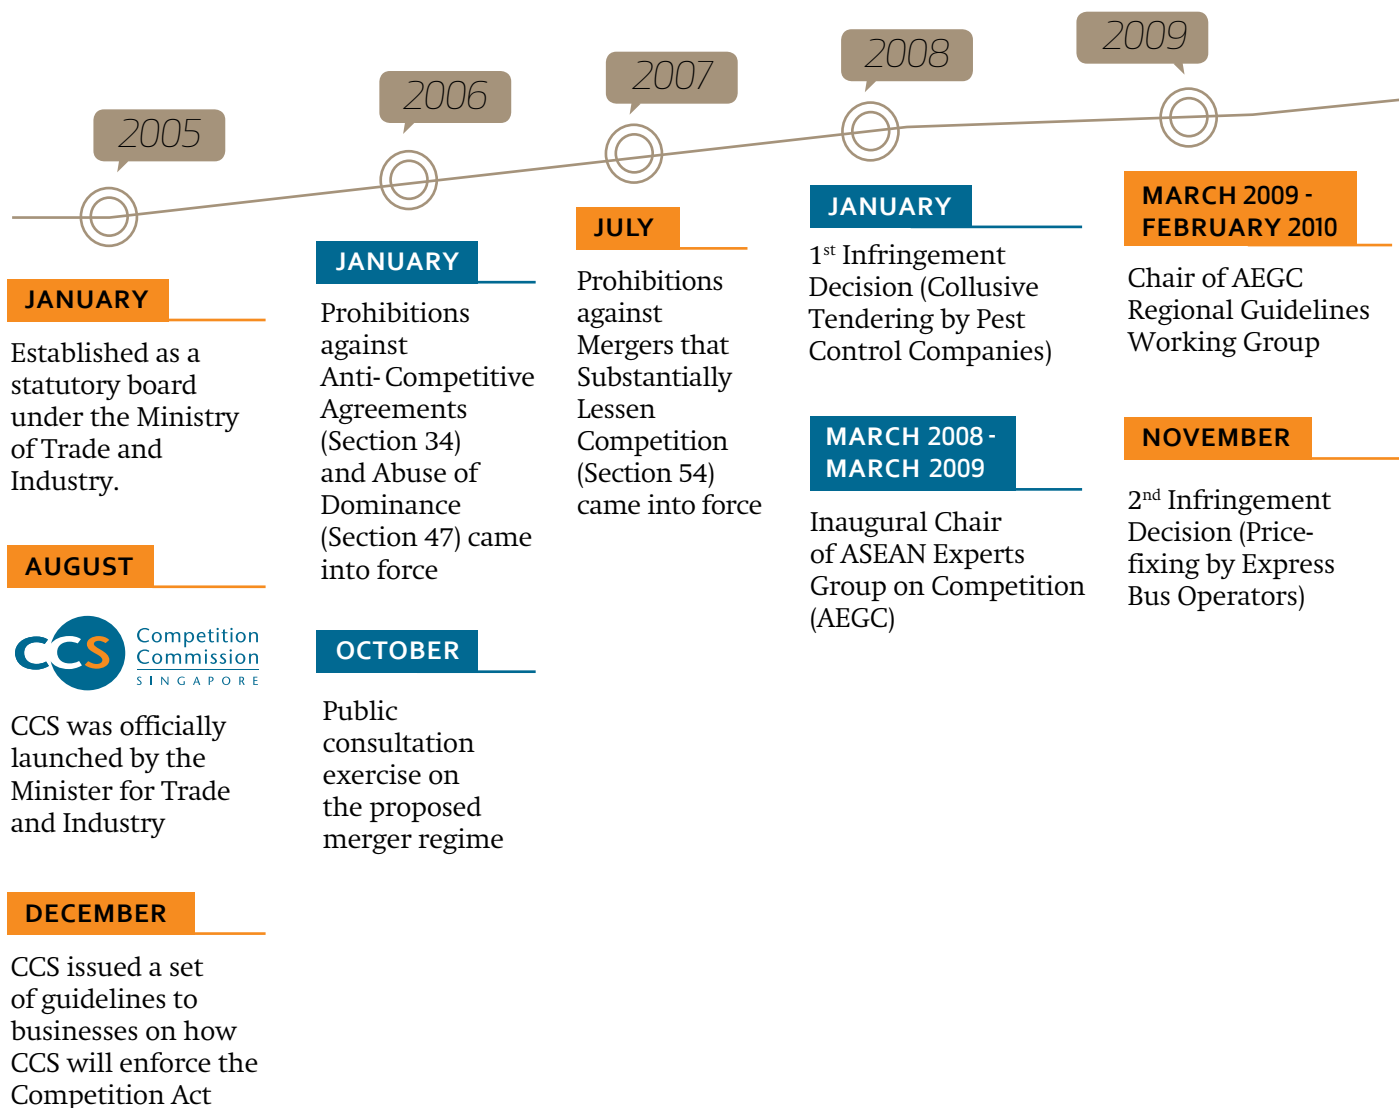 2005
JANUARY
Established as a
statutory board
under the Ministry
of Trade and
Industry.
AUGUST
CCS
Competition
Commission
SINGAPORE
CCS was officially
launched by the
Minister for Trade
and Industry
DECEMBER
CCS issued a set
of guidelines to
businesses on how
CCS will enforce the
Competition Act
2006
JANUARY
Prohibitions
against
Anti-Competitive
Agreements
(Section 34)
and Abuse of
Dominance
(Section 47) came
into force
OCTOBER
Public
consultation
exercise on
the proposed
merger regime
2007
JULY
Prohibitions
against
Mergers that
Substantially
Lessen
Competition
(Section 54)
came into force
2008
JANUARY
1st Infringement
Decision (Collusive
Tendering by Pest
Control Companies)
MARCH 2008 -
MARCH 2009
Inaugural Chair
of ASEAN Experts
Group on Competition
(AEGC)
2009
MARCH 2009 -
FEBRUARY 2010
Chair of AEGC
Regional Guidelines
Working Group
NOVEMBER
2nd Infringement
Decision (Price-
fixing by Express
Bus Operators)